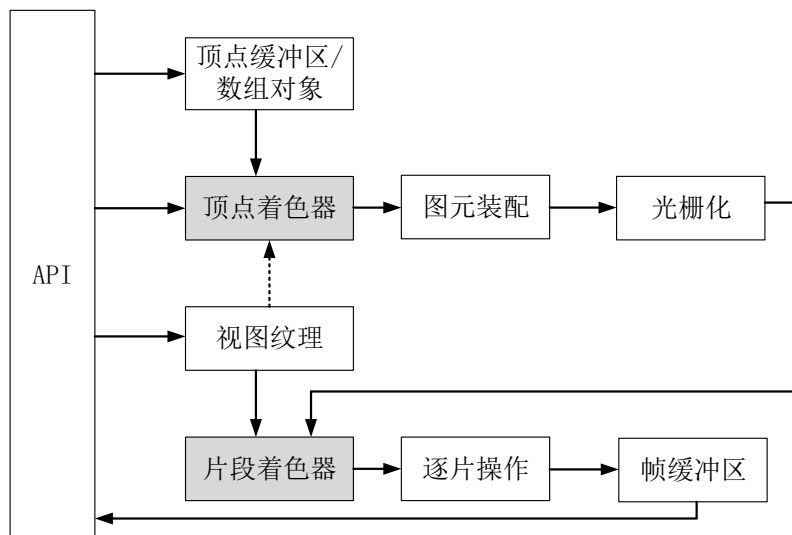 顶点缓冲区/
数组对象
顶点着色器
图元装配
光栅化
API
视图纹理
片段着色器
逐片操作
帧缓冲区